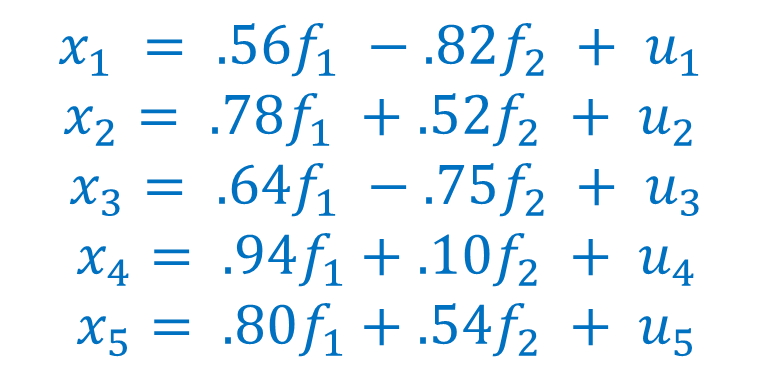 x₁ = .56f₁ − .82f₂ + u₁
x₂ = .78f₁ + .52f₂ + u₂
x₃ = .64f₁ − .75f₂ + u₃
x₄ = .94f₁ + .10f₂ + u₄
x₅ = .80f₁ + .54f₂ + u₅